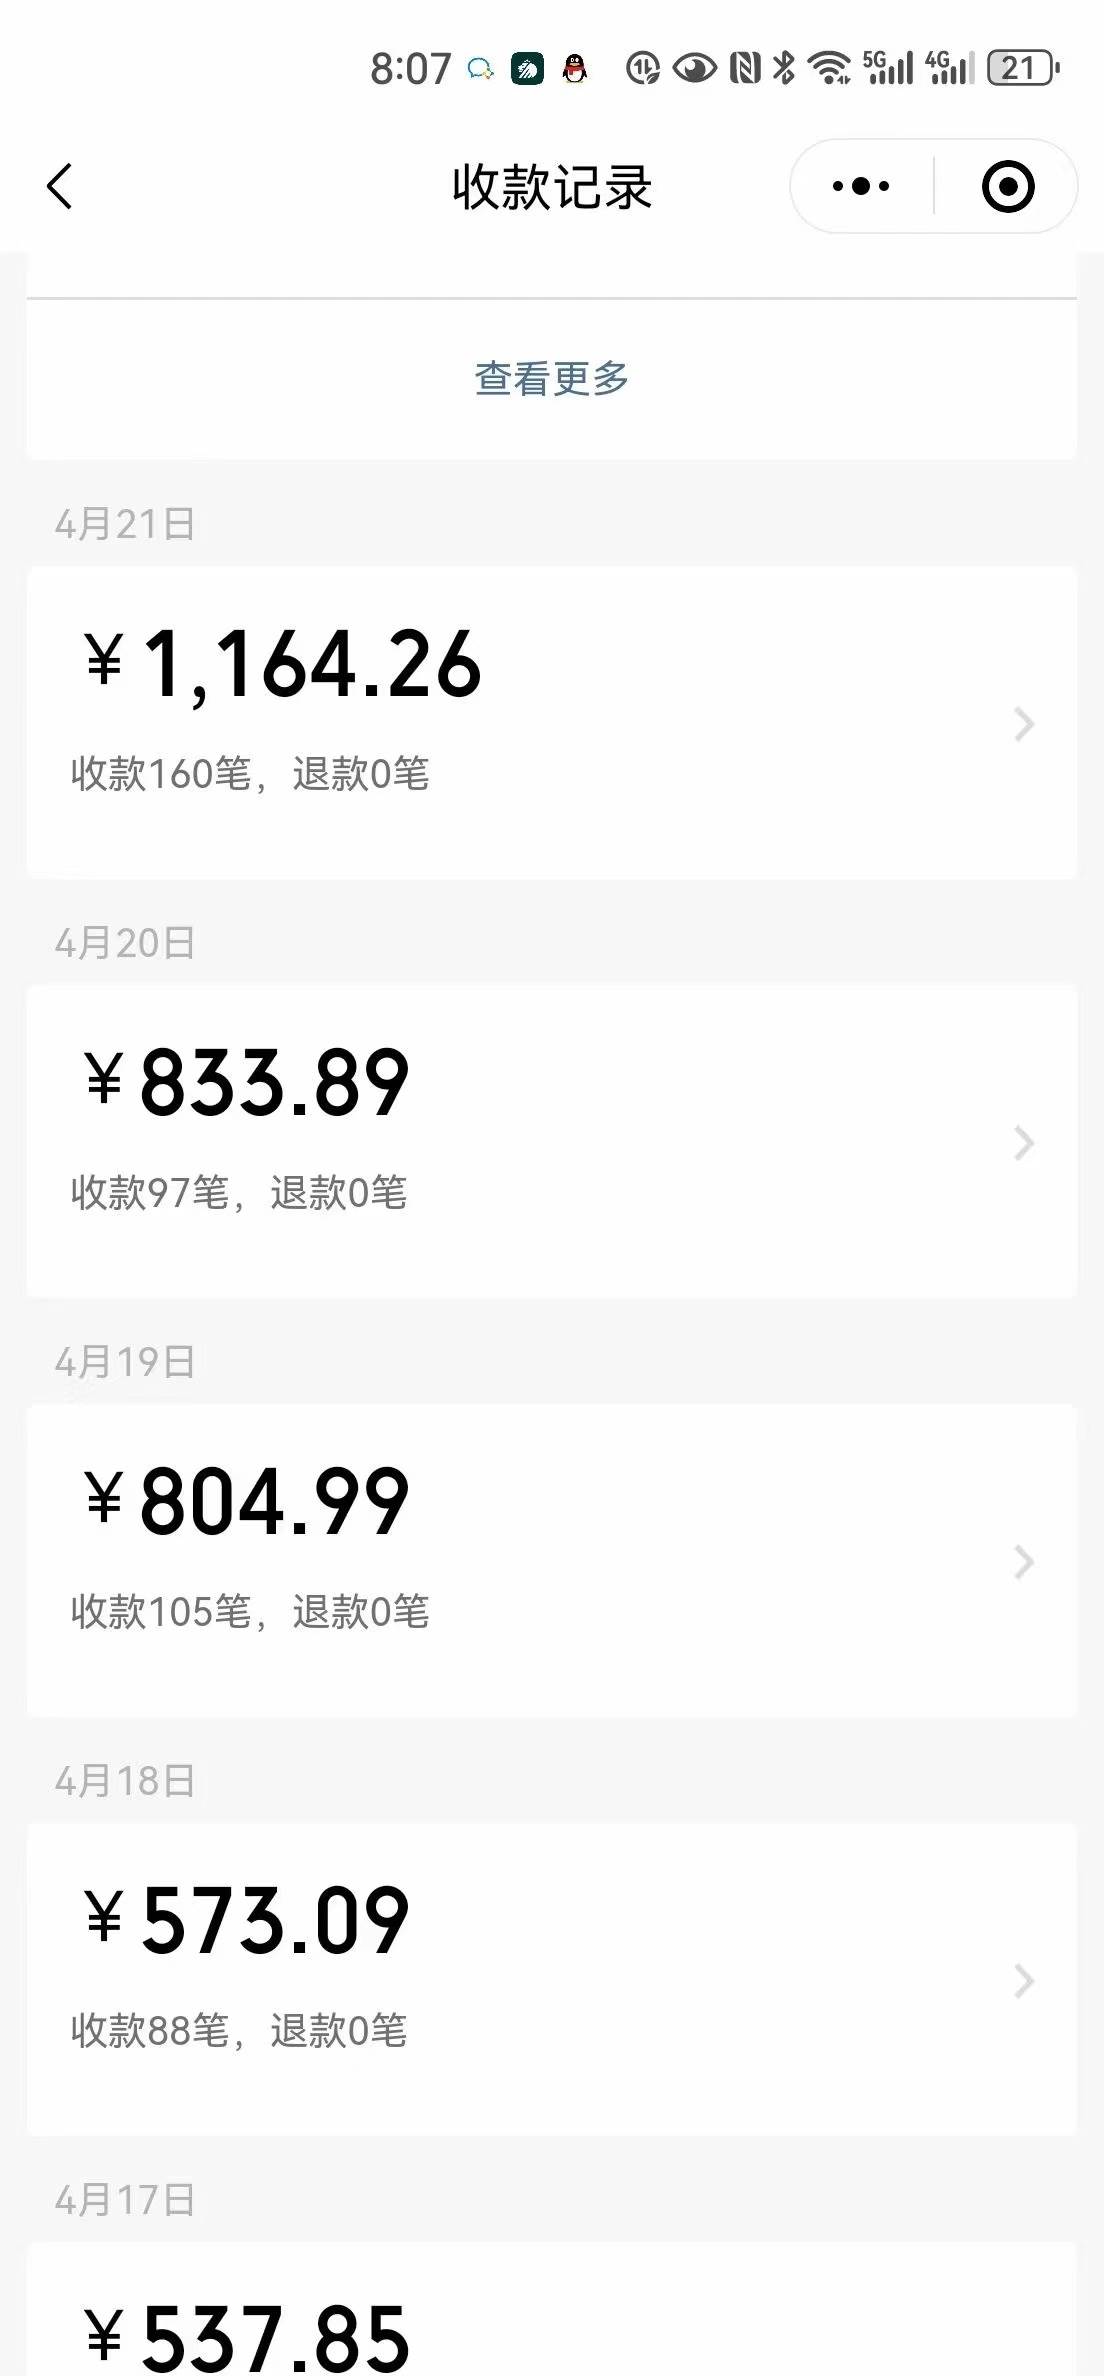 8:07 5G 4G 21
收款记录
查看更多
4月21日
¥1,164.26
收款160笔，退款0笔
4月20日
¥833.89
收款97笔，退款0笔
4月19日
¥804.99
收款105笔，退款0笔
4月18日
¥573.09
收款88笔，退款0笔
4月17日
¥537.85